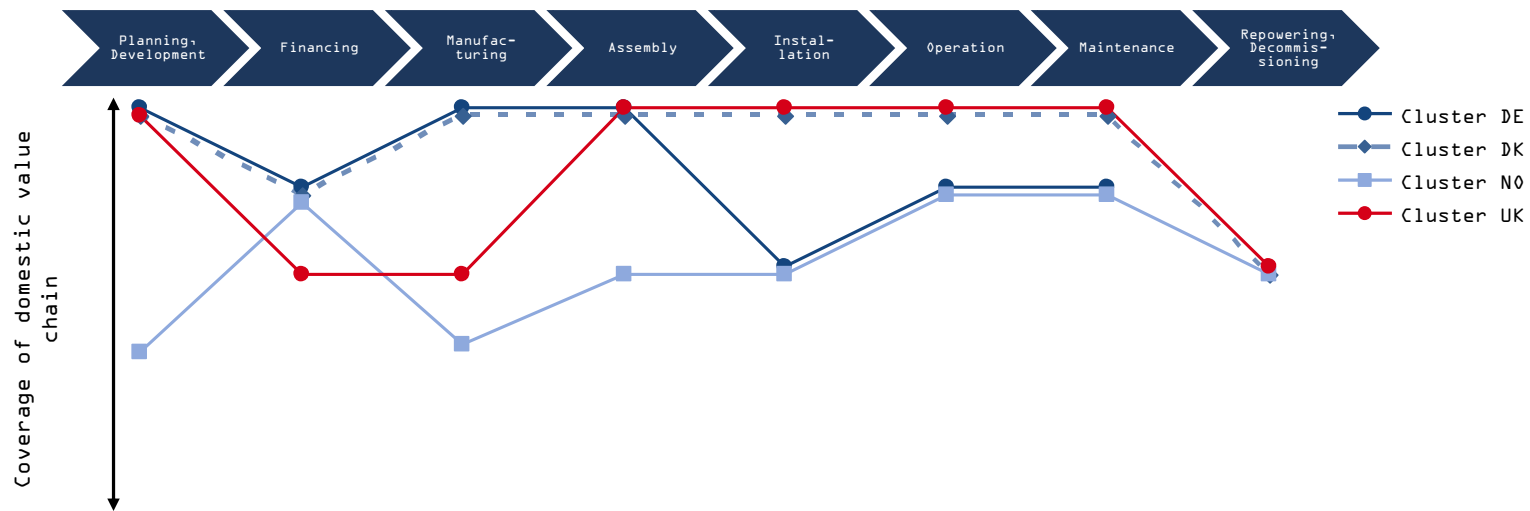 Planning,
Development
Financing
Manufac-
turing
Assembly
Instal-
lation
Operation
Maintenance
Repowering,
Decommis-
sioning
Coverage of domestic value
chain
Cluster DE
Cluster DK
Cluster NO
Cluster UK